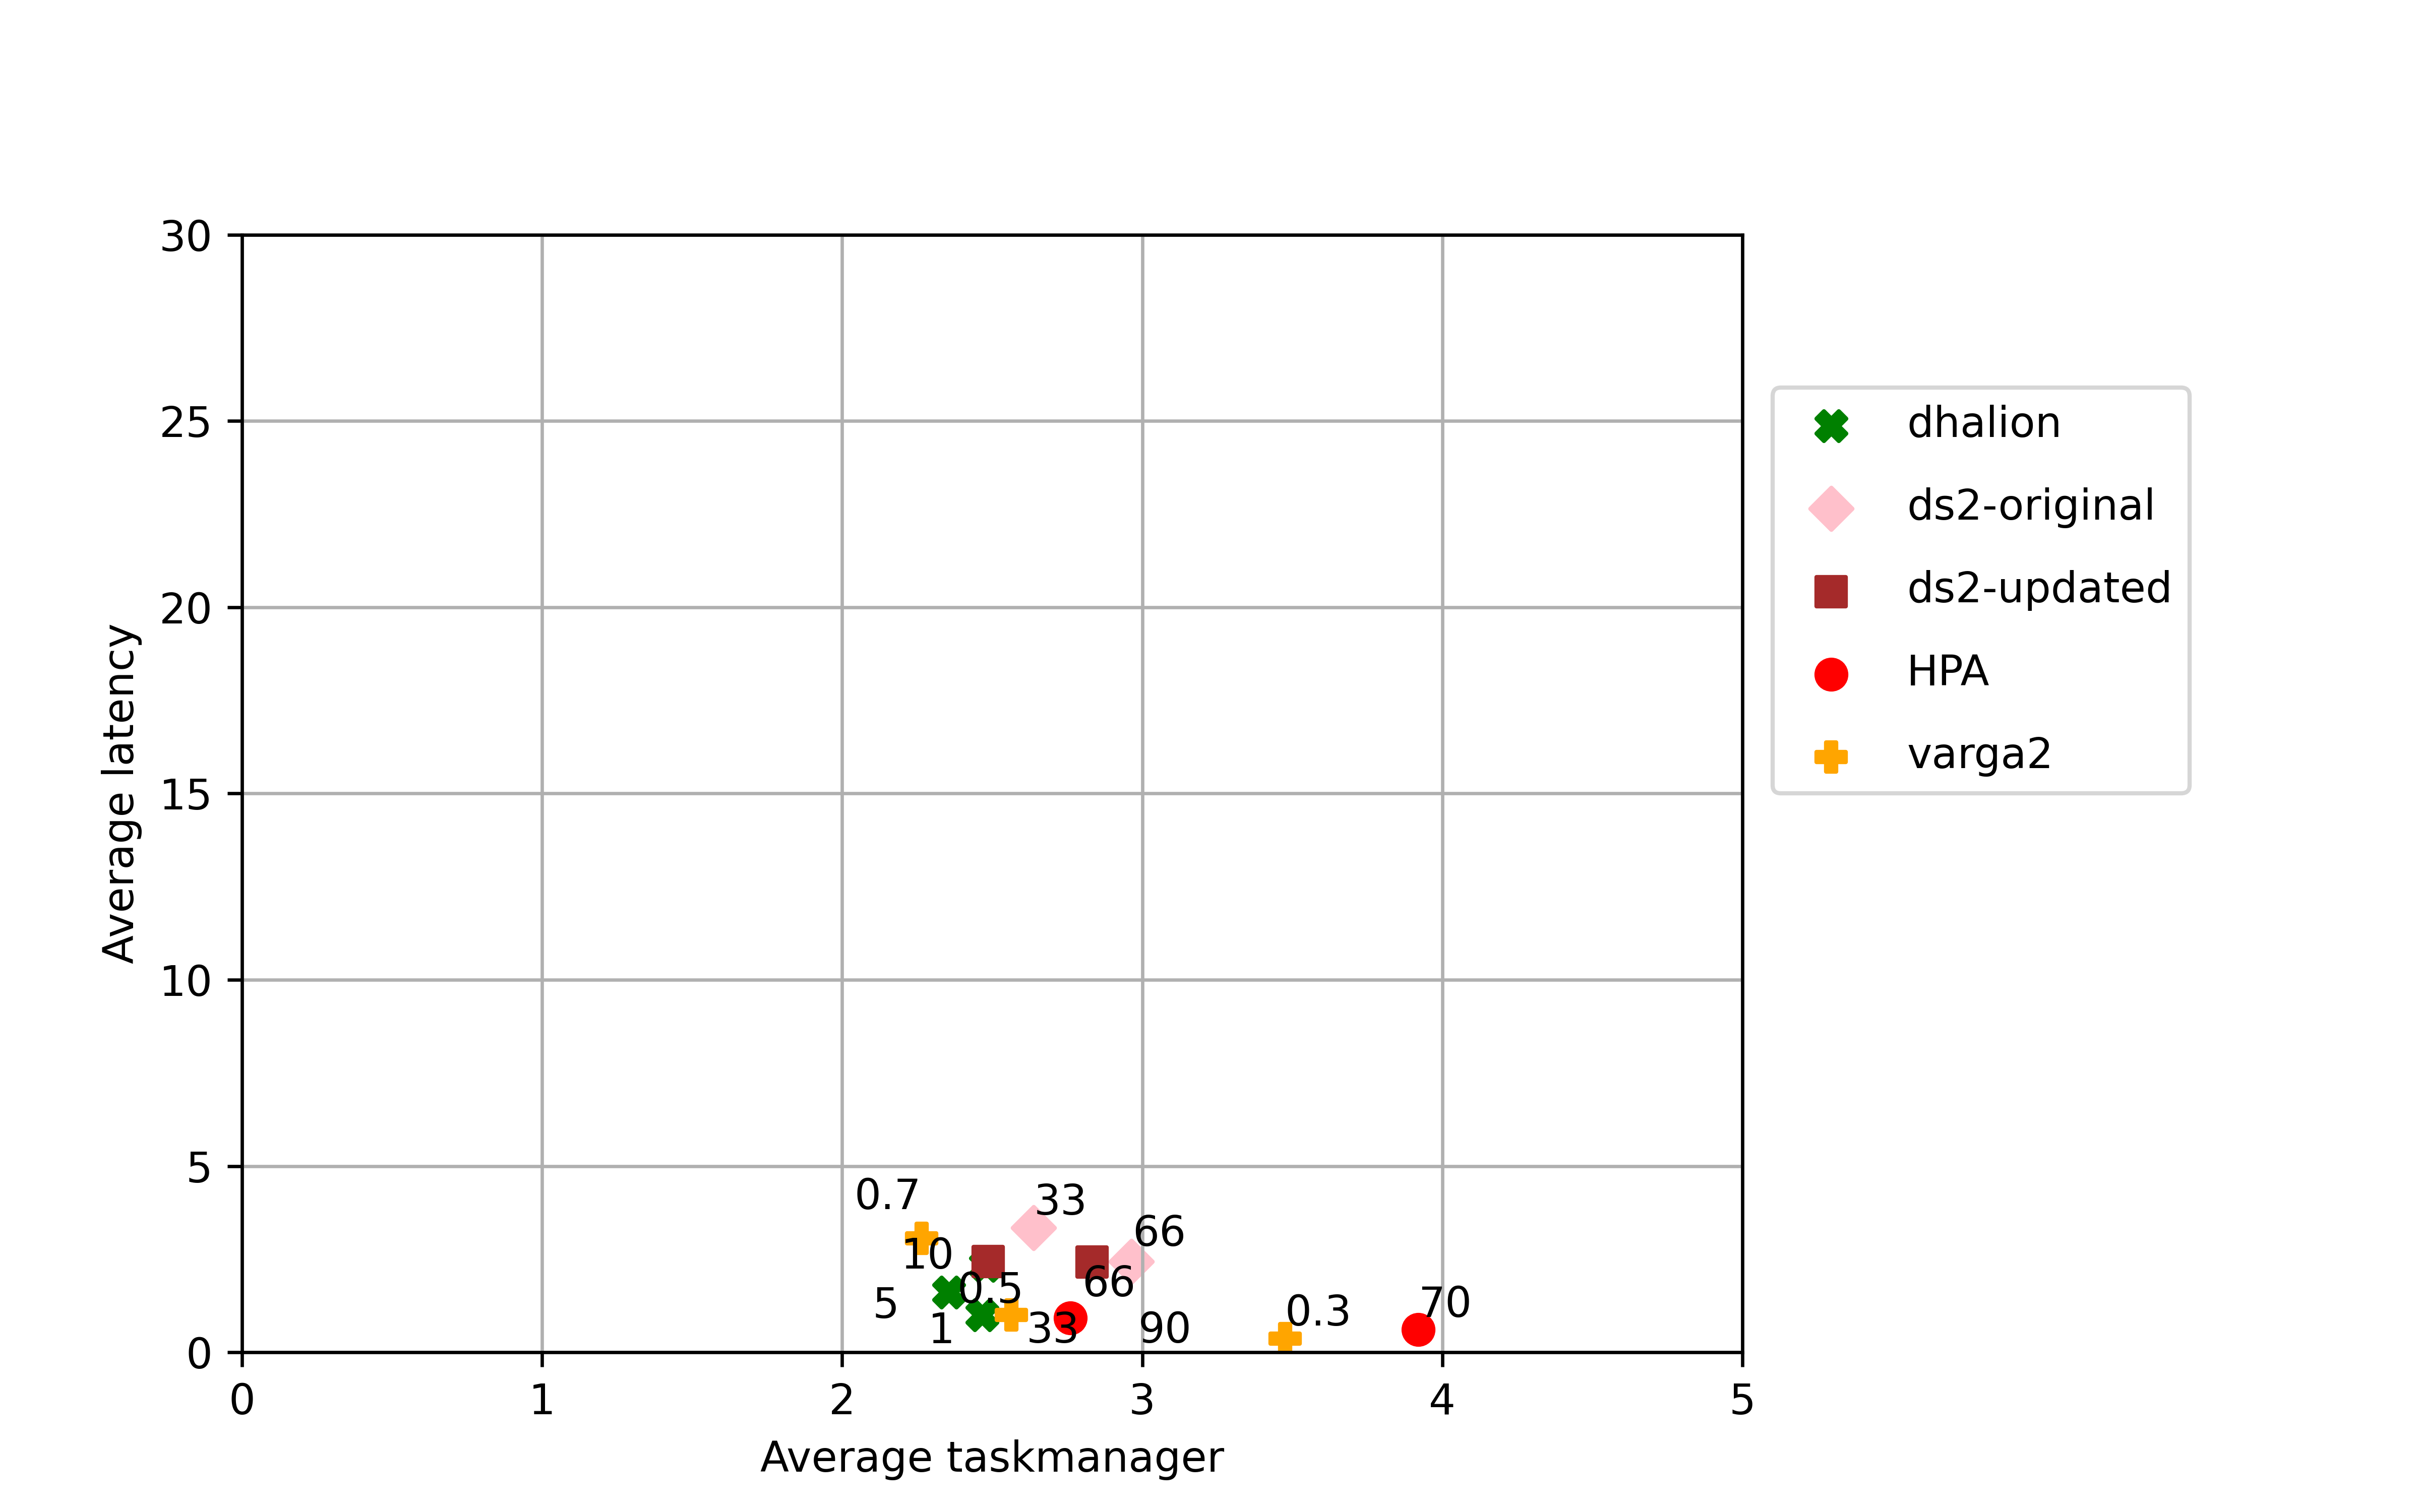 30
25
20
15
10
5
0
Average latency
0.7
33
66
10
0.5
66
5
1
33
90
0.3
70
0 1 2 3 4 5
Average taskmanager
dhalion
ds2-original
ds2-updated
HPA
varga2